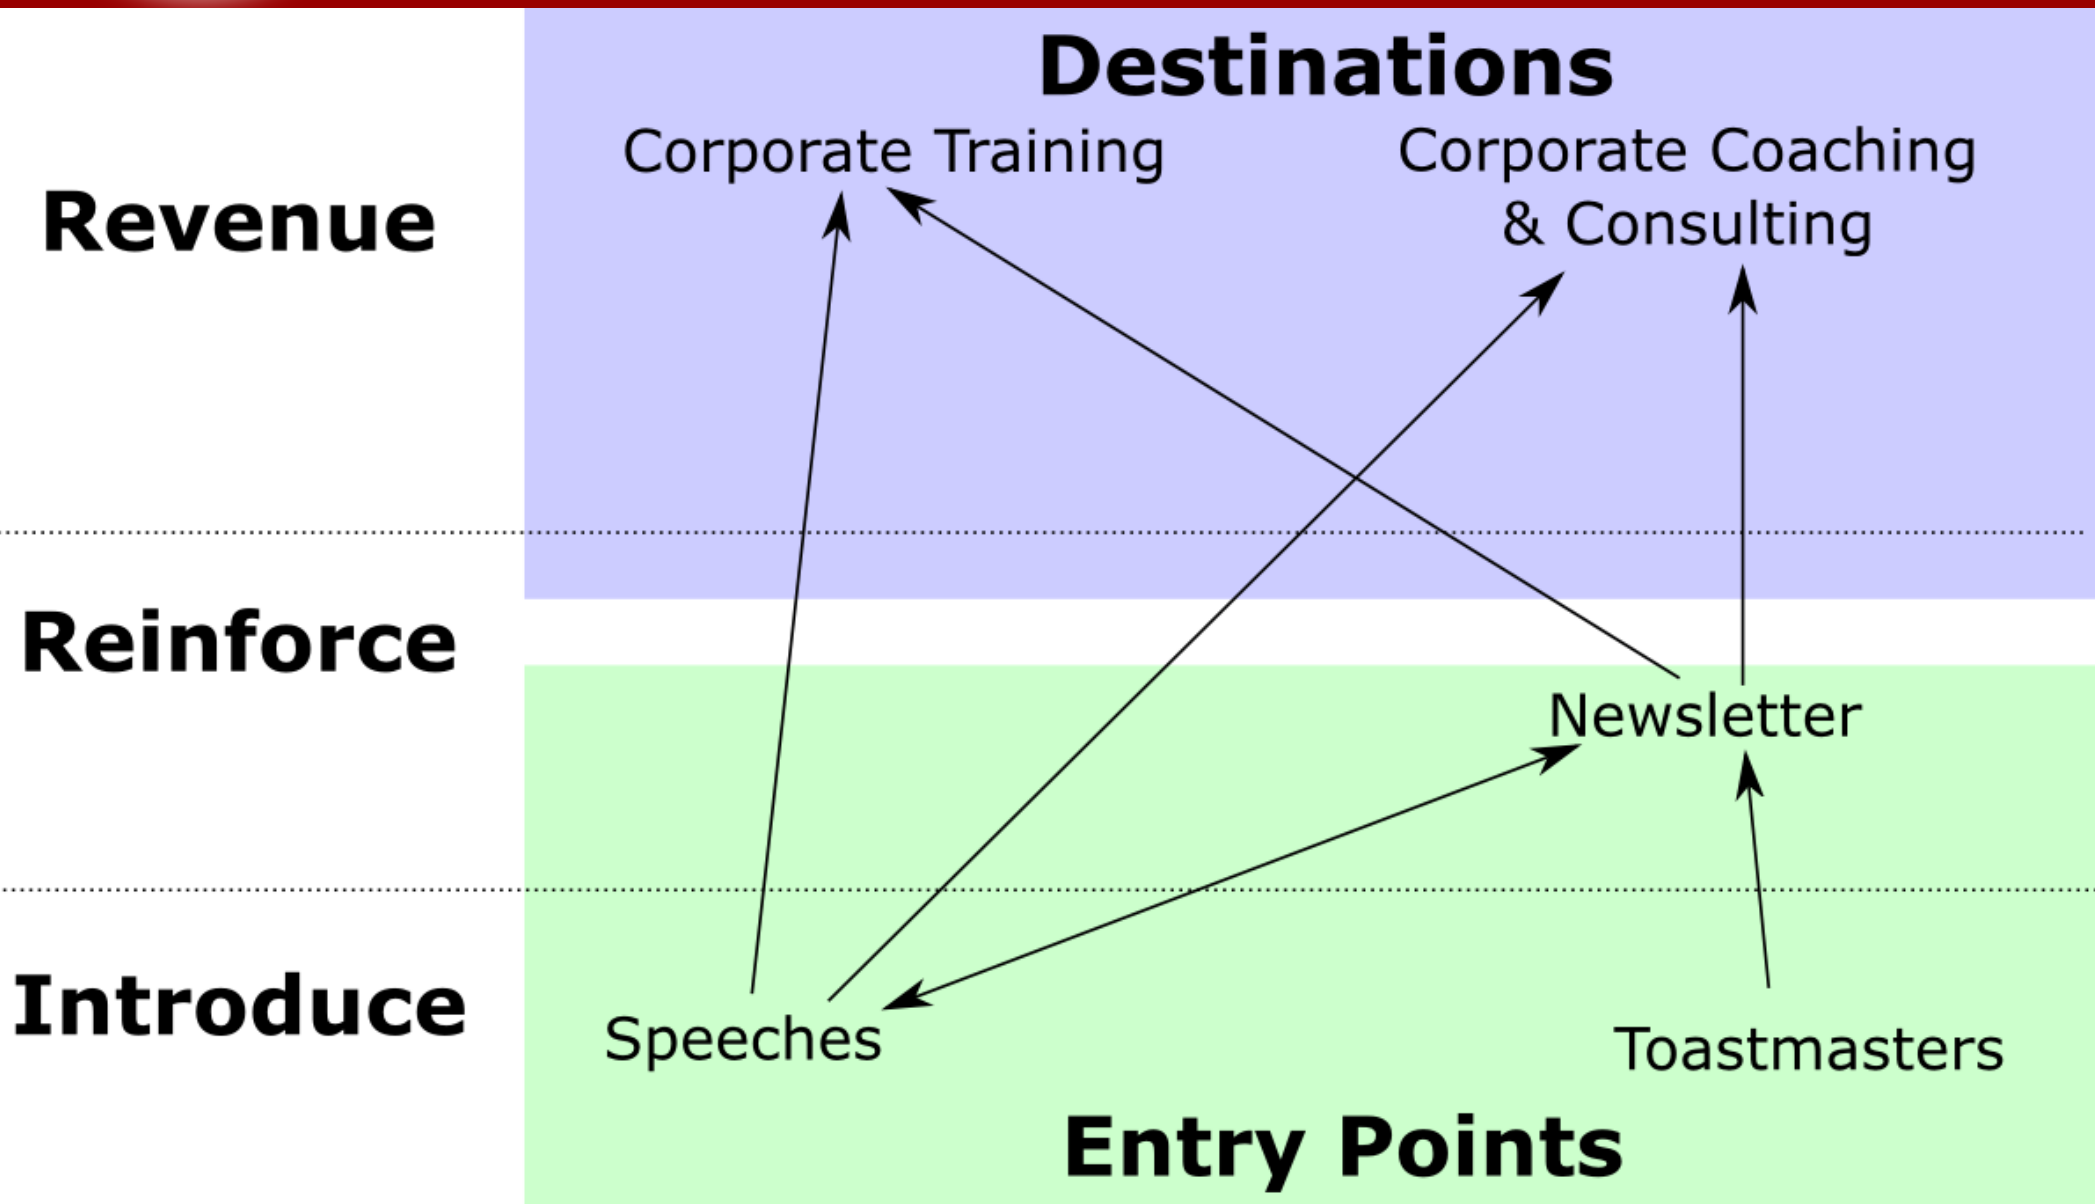 Destinations
Corporate Training
Corporate Coaching
& Consulting
Revenue
Reinforce
Newsletter
Introduce
Speeches
Toastmasters
Entry Points